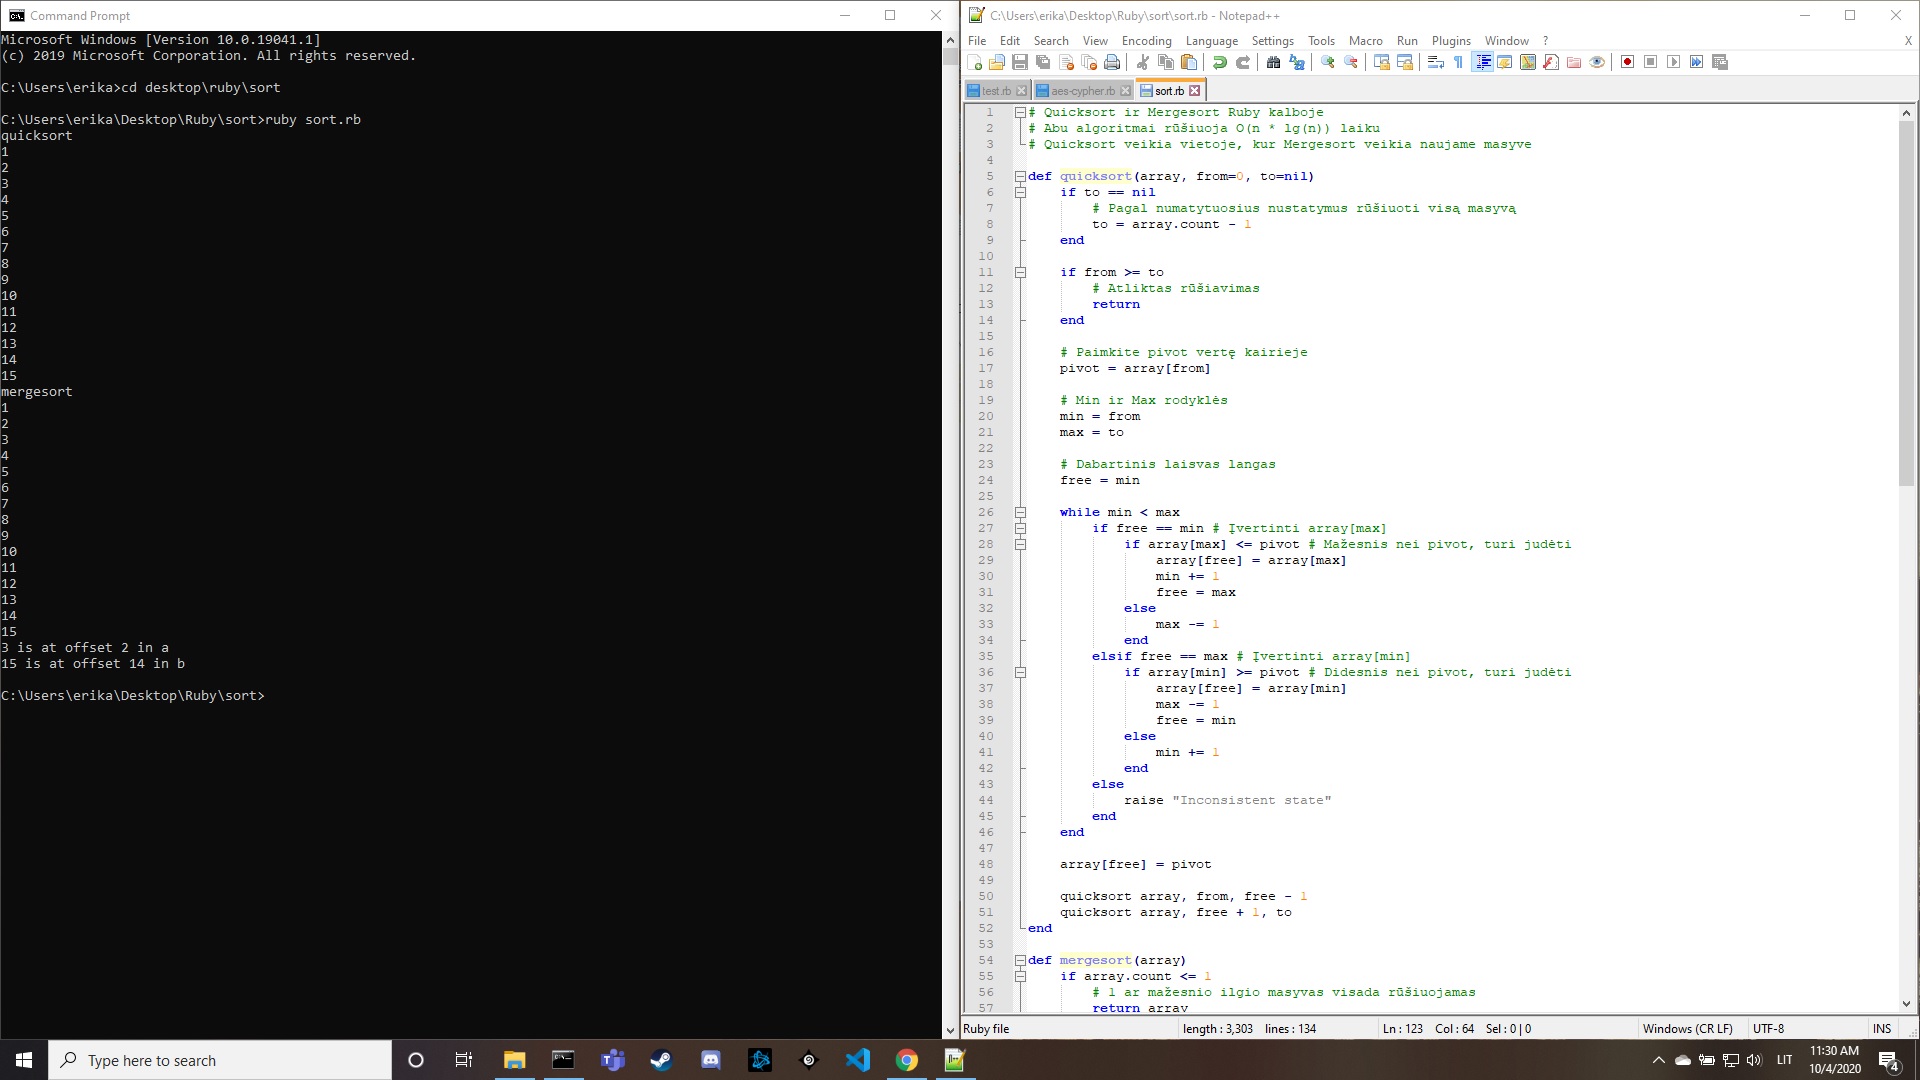 Command Prompt
Microsoft Windows [Version 10.0.19041.1]
(c) 2019 Microsoft Corporation. All rights reserved.
C:\Users\erika>cd desktop\ruby\sort
C:\Users\erika\Desktop\Ruby\sort>ruby sort.rb
quicksort
1
2
3
4
5
6
7
8
9
10
11
12
13
14
15
mergesort
1
2
3
4
5
6
7
8
9
10
11
12
13
14
15
3 is at offset 2 in a
15 is at offset 14 in b
C:\Users\erika\Desktop\Ruby\sort>
C:\Users\erika\Desktop\Ruby\sort\sort.rb - Notepad++
File Edit Search View Encoding Language Settings Tools Macro Run Plugins Window ? X
test.rb aes-cypher.rb sort.rb
1 # Quicksort ir Mergesort Ruby kalboje
2 # Abu algoritmai rūšiuoja O(n * lg(n)) laiku
3 # Quicksort veikia vietoje, kur Mergesort veikia naujame masyve
4
5 def quicksort(array, from=0, to=nil)
6 if to == nil
7 # Pagal numatytuosius nustatymus rūšiuoti visą masyvą
8 to = array.count - 1
9 end
10
11 if from >= to
12 # Atliktas rūšiavimas
13 return
14 end
15
16 # Paimkite pivot vertę kairieje
17 pivot = array[from]
18
19 # Min ir Max rodyklės
20 min = from
21 max = to
22
23 # Dabartinis laisvas langas
24 free = min
25
26 while min < max
27 if free == min # Įvertinti array[max]
28 if array[max] <= pivot # Mažesnis nei pivot, turi judėti
29 array[free] = array[max]
30 min += 1
31 free = max
32 else
33 max -= 1
34 end
35 elsif free == max # Įvertinti array[min]
36 if array[min] >= pivot # Didesnis nei pivot, turi judėti
37 array[free] = array[min]
38 max -= 1
39 free = min
40 else
41 min += 1
42 end
43 else
44 raise "Inconsistent state"
45 end
46 end
47
48 array[free] = pivot
49
50 quicksort array, from, free - 1
51 quicksort array, free + 1, to
52 end
53
54 def mergesort(array)
55 if array.count <= 1
56 # 1 ar mažesnio ilgio masyvas visada rūšiuojamas
57 return array
Ruby file length : 3,303 lines : 134 Ln : 123 Col : 64 Sel : 0 | 0 Windows (CR LF) UTF-8 INS
Type here to search
LIT
11:30 AM
10/4/2020
4